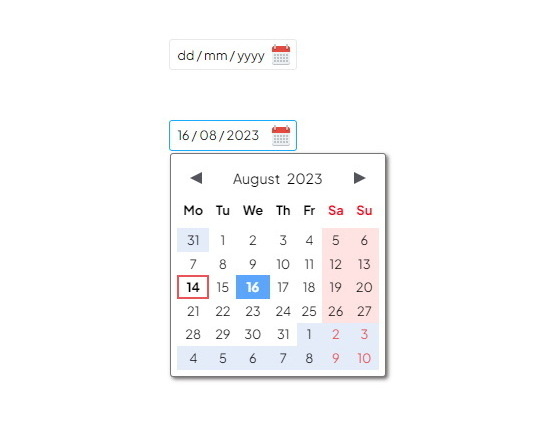 dd / mm / yyyy
16 / 08 / 2023
August 2023
Mo Tu We Th Fr Sa Su
31 1 2 3 4 5 6
7 8 9 10 11 12 13
14 15 16 17 18 19 20
21 22 23 24 25 26 27
28 29 30 31 1 2 3
4 5 6 7 8 9 10